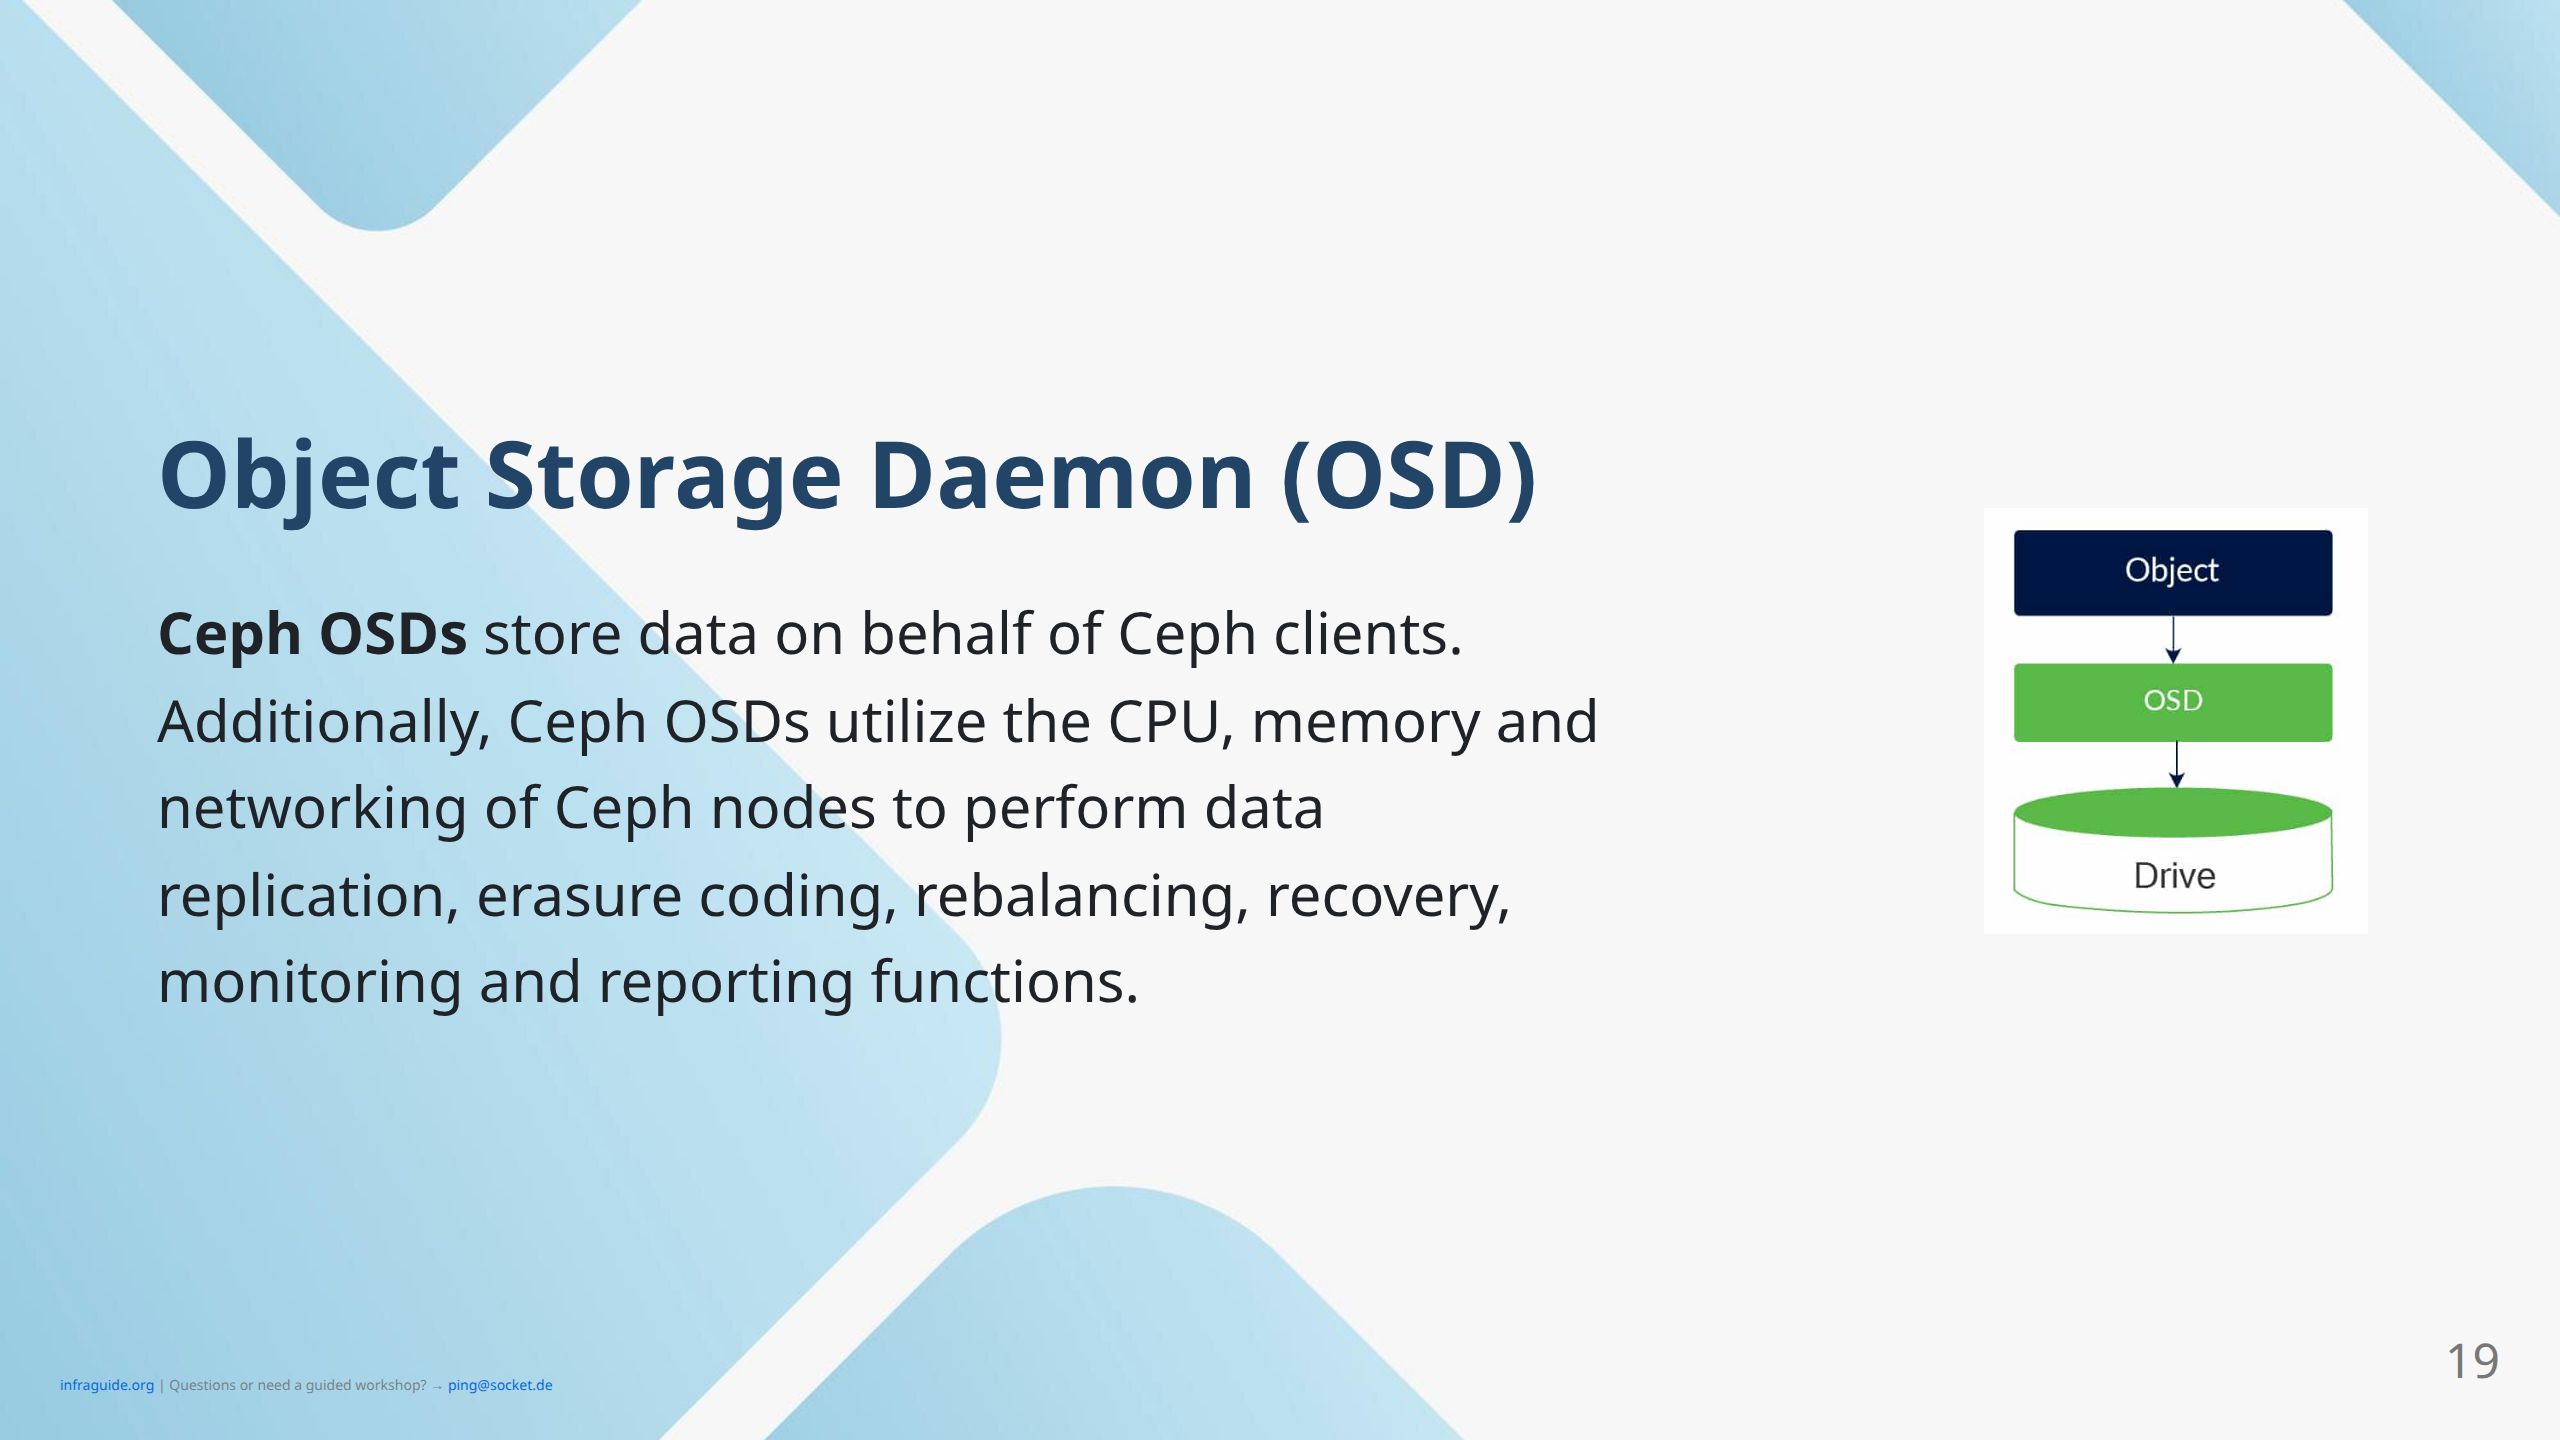 Object Storage Daemon (OSD)
Ceph OSDs store data on behalf of Ceph clients.
Additionally, Ceph OSDs utilize the CPU, memory and
networking of Ceph nodes to perform data
replication, erasure coding, rebalancing, recovery,
monitoring and reporting functions.
Object
OSD
Drive
infraguide.org | Questions or need a guided workshop? → ping@socket.de
19